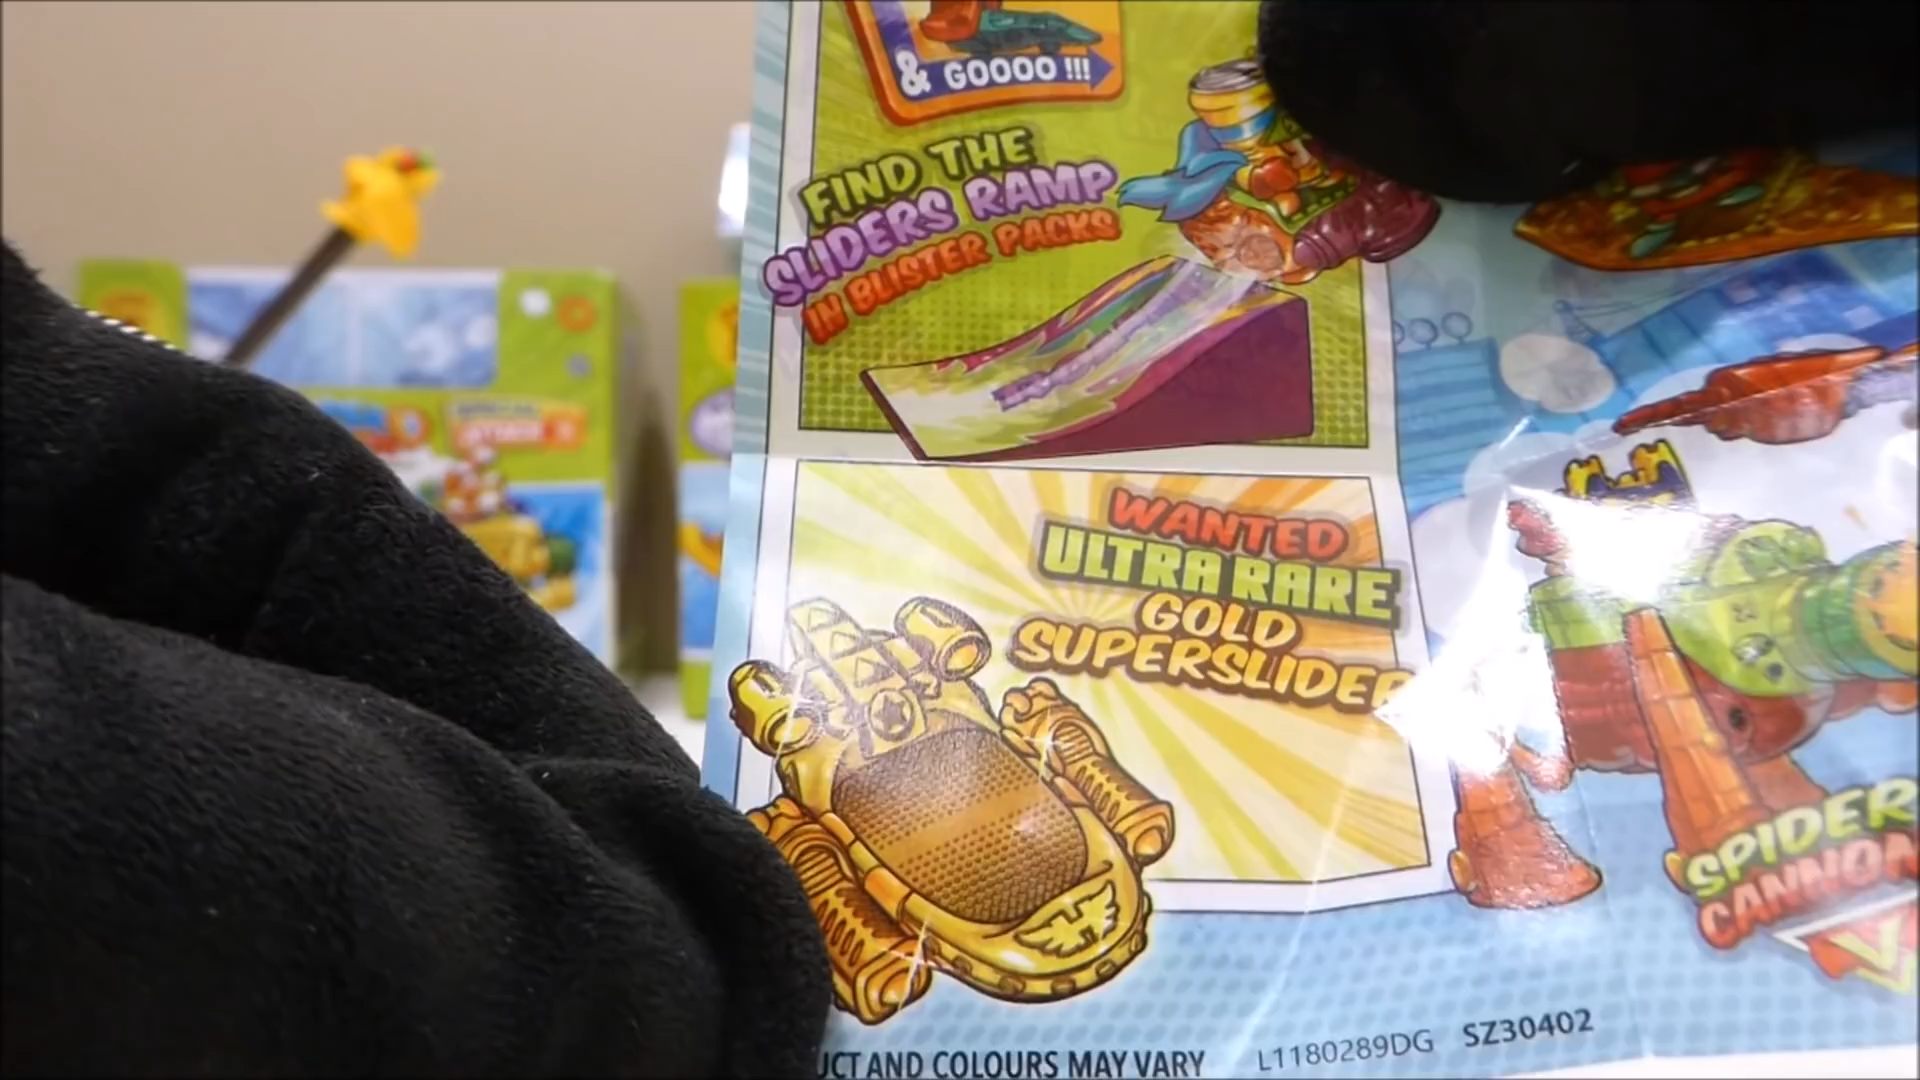 & GOOOO !!!
FIND THE
SLIDERS RAMP
IN BLISTER PACKS
WANTED
ULTRA RARE
GOLD
SUPERSLIDER
SPIDER
CANNON
UCT AND COLOURS MAY VARY
L1180289DG SZ30402